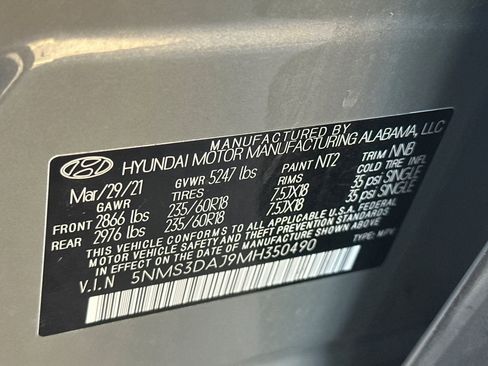 MANUFACTURED BY
HYUNDAI MOTOR MANUFACTURING ALABAMA, LLC
Mar/29/21 GVWR 5247 lbs PAINT NT2 TRIM NNB
GAWR TIRES RIMS COLD TIRE INFL
FRONT 2866 lbs 235/60R18 7.5JX18 35 psi SINGLE
REAR 2976 lbs 235/60R18 7.5JX18 35 psi SINGLE
THIS VEHICLE CONFORMS TO ALL APPLICABLE U.S.A. FEDERAL
MOTOR VEHICLE SAFETY AND THEFT PREVENTION STANDARDS
IN EFFECT ON THE DATE OF MANUFACTURE SHOWN ABOVE.
V.I.N 5NMS3DAJ9MH350490 TYPE: MPV